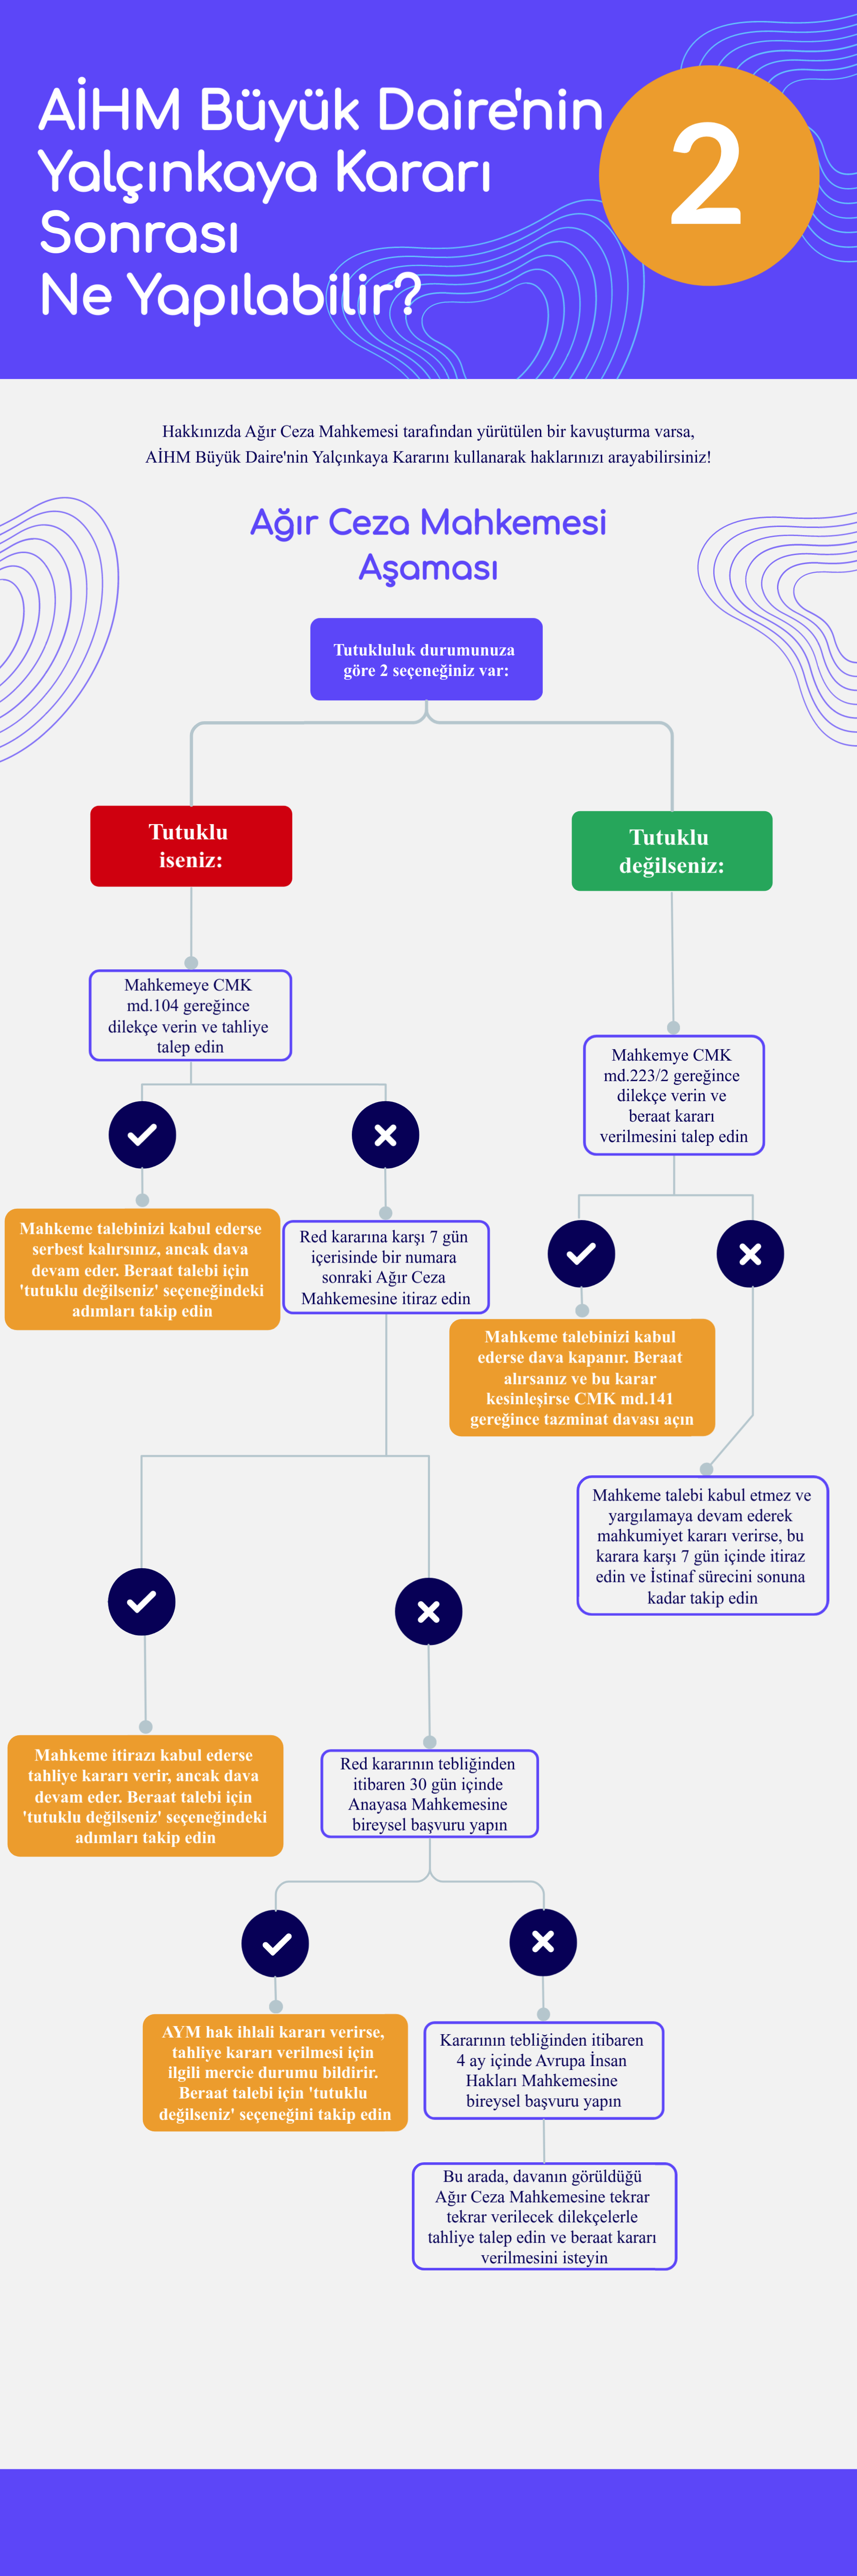 AİHM Büyük Daire'nin
Yalçınkaya Kararı
Sonrası
Ne Yapılabilir?
2
Hakkınızda Ağır Ceza Mahkemesi tarafından yürütülen bir kavuşturma varsa,
AİHM Büyük Daire'nin Yalçınkaya Kararını kullanarak haklarınızı arayabilirsiniz!
Ağır Ceza Mahkemesi
Aşaması
Tutukluluk durumunuza
göre 2 seçeneğiniz var:
Tutuklu
iseniz:
Tutuklu
değilseniz:
Mahkemeye CMK
md.104 gereğince
dilekçe verin ve tahliye
talep edin
Mahkemye CMK
md.223/2 gereğince
dilekçe verin ve
beraat kararı
verilmesini talep edin
Mahkeme talebinizi kabul ederse
serbest kalırsınız, ancak dava
devam eder. Beraat talebi için
'tutuklu değilseniz' seçeneğindeki
adımları takip edin
Red kararına karşı 7 gün
içerisinde bir numara
sonraki Ağır Ceza
Mahkemesine itiraz edin
Mahkeme talebinizi kabul
ederse dava kapanır. Beraat
alırsanız ve bu karar
kesinleşirse CMK md.141
gereğince tazminat davası açın
Mahkeme talebi kabul etmez ve
yargılamaya devam ederek
mahkumiyet kararı verirse, bu
karara karşı 7 gün içinde itiraz
edin ve İstinaf sürecini sonuna
kadar takip edin
Mahkeme itirazı kabul ederse
tahliye kararı verir, ancak dava
devam eder. Beraat talebi için
'tutuklu değilseniz' seçeneğindeki
adımları takip edin
Red kararının tebliğinden
itibaren 30 gün içinde
Anayasa Mahkemesine
bireysel başvuru yapın
AYM hak ihlali kararı verirse,
tahliye kararı verilmesi için
ilgili mercie durumu bildirir.
Beraat talebi için 'tutuklu
değilseniz' seçeneğini takip edin
Kararının tebliğinden itibaren
4 ay içinde Avrupa İnsan
Hakları Mahkemesine
bireysel başvuru yapın
Bu arada, davanın görüldüğü
Ağır Ceza Mahkemesine tekrar
tekrar verilecek dilekçelerle
tahliye talep edin ve beraat kararı
verilmesini isteyin